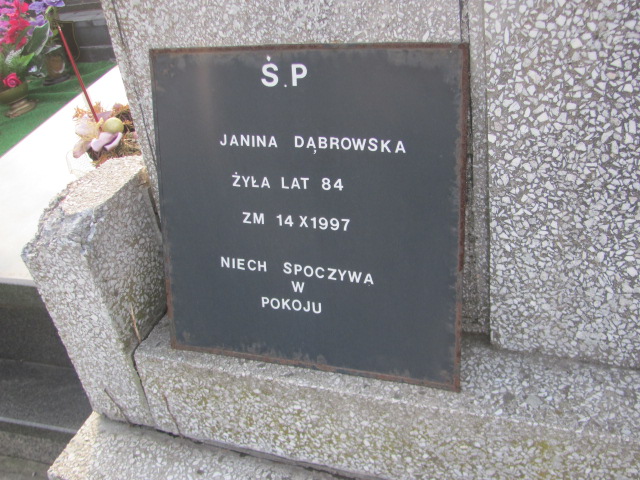 Ś.P
JANINA DĄBROWSKA
ŻYŁA LAT 84
ZM 14 X 1997
NIECH SPOCZYWA
W
POKOJU